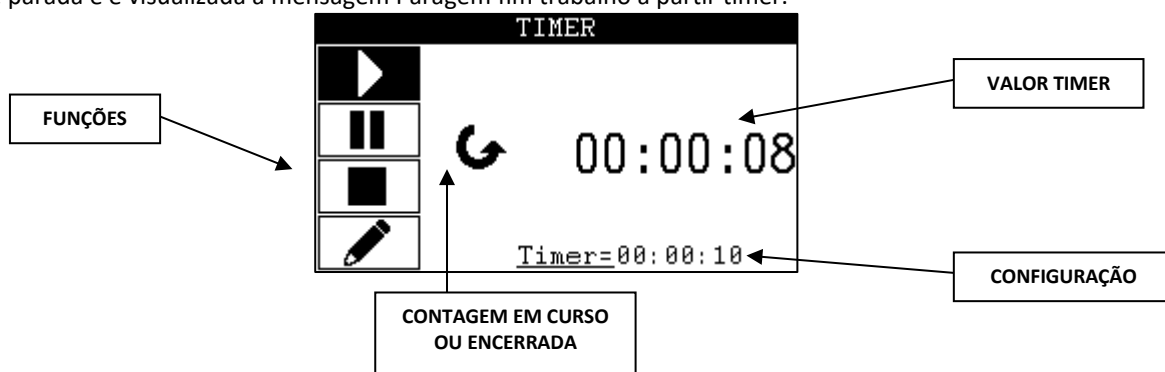 parada e é visualizada a mensagem Paragem fim trabalho a partir timer.
TIMER
VALOR TIMER
FUNÇÕES
00:00:08
Timer=00:00:10
CONFIGURAÇÃO
CONTAGEM EM CURSO
OU ENCERRADA